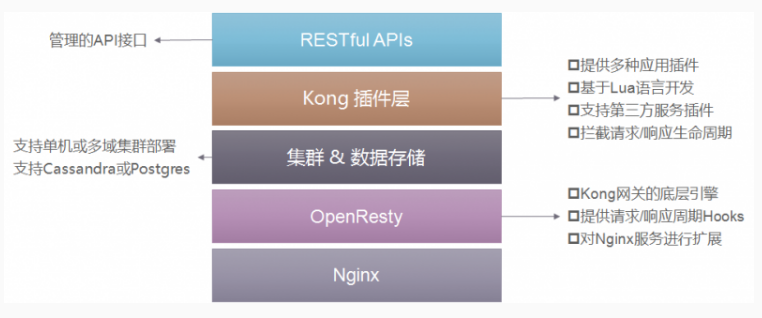 RESTful APIs
管理的API接口
Kong 插件层
提供多种应用插件
基于Lua语言开发
支持第三方服务插件
拦截请求/响应生命周期
集群 & 数据存储
支持单机或多域集群部署
支持Cassandra或Postgres
OpenResty
Kong网关的底层引擎
提供请求/响应周期Hooks
对Nginx服务进行扩展
Nginx